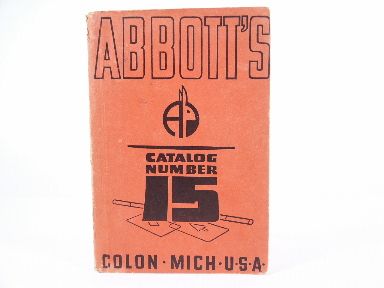 ABBOTT'S
CATALOG
NUMBER
15
COLON·MICH·U·S·A·